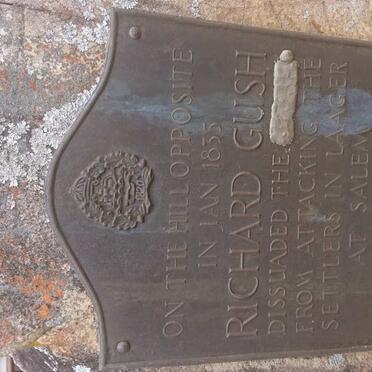 ON THE HILL OPPOSITE
IN JAN 1835
RICHARD GUSH
DISSUADED THE
FROM ATTACKING THE
SETTLERS IN LAAGER
AT SALEM